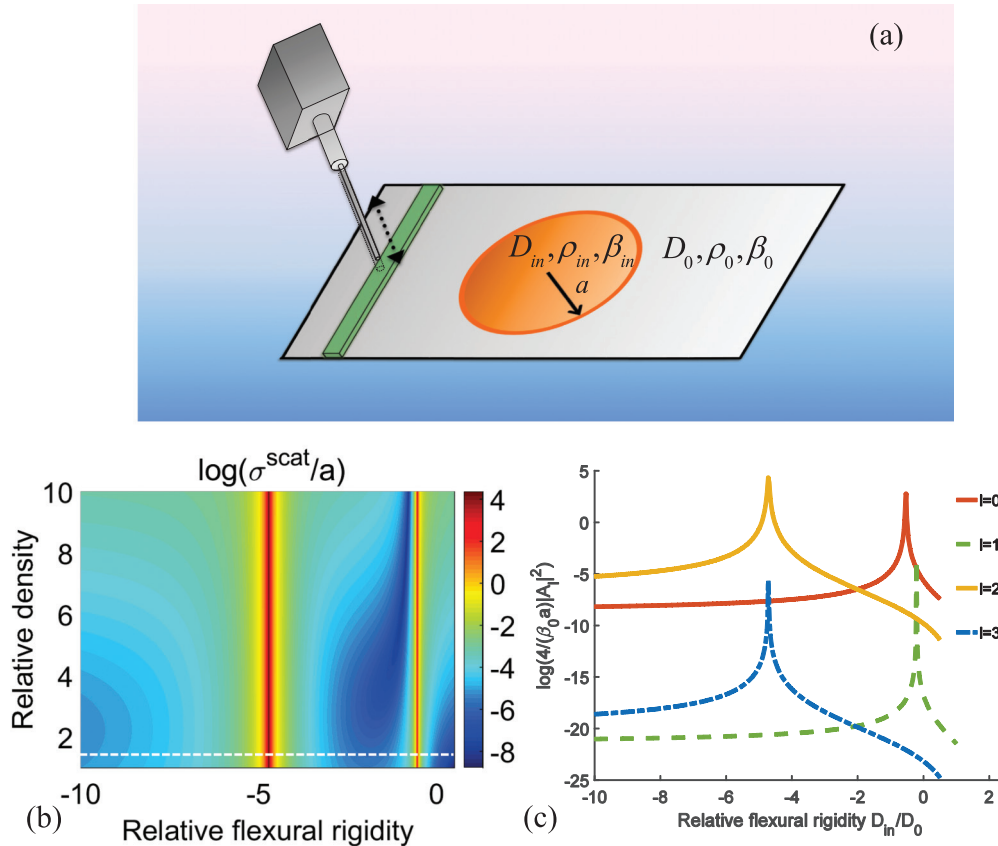 (a)
D_in, ρ_in, β_in
D_0, ρ_0, β_0
a
log(σ^scat/a)
10
8
6
4
2
-10
-5
0
4
2
0
-2
-4
-6
-8
Relative density
Relative flexural rigidity
(b)
5
0
-5
-10
-15
-20
-25
-10
-8
-6
-4
-2
0
2
log(4/(β_0a)|A_l|^2)
Relative flexural rigidity D_in/D_0
l=0
l=1
l=2
l=3
(c)